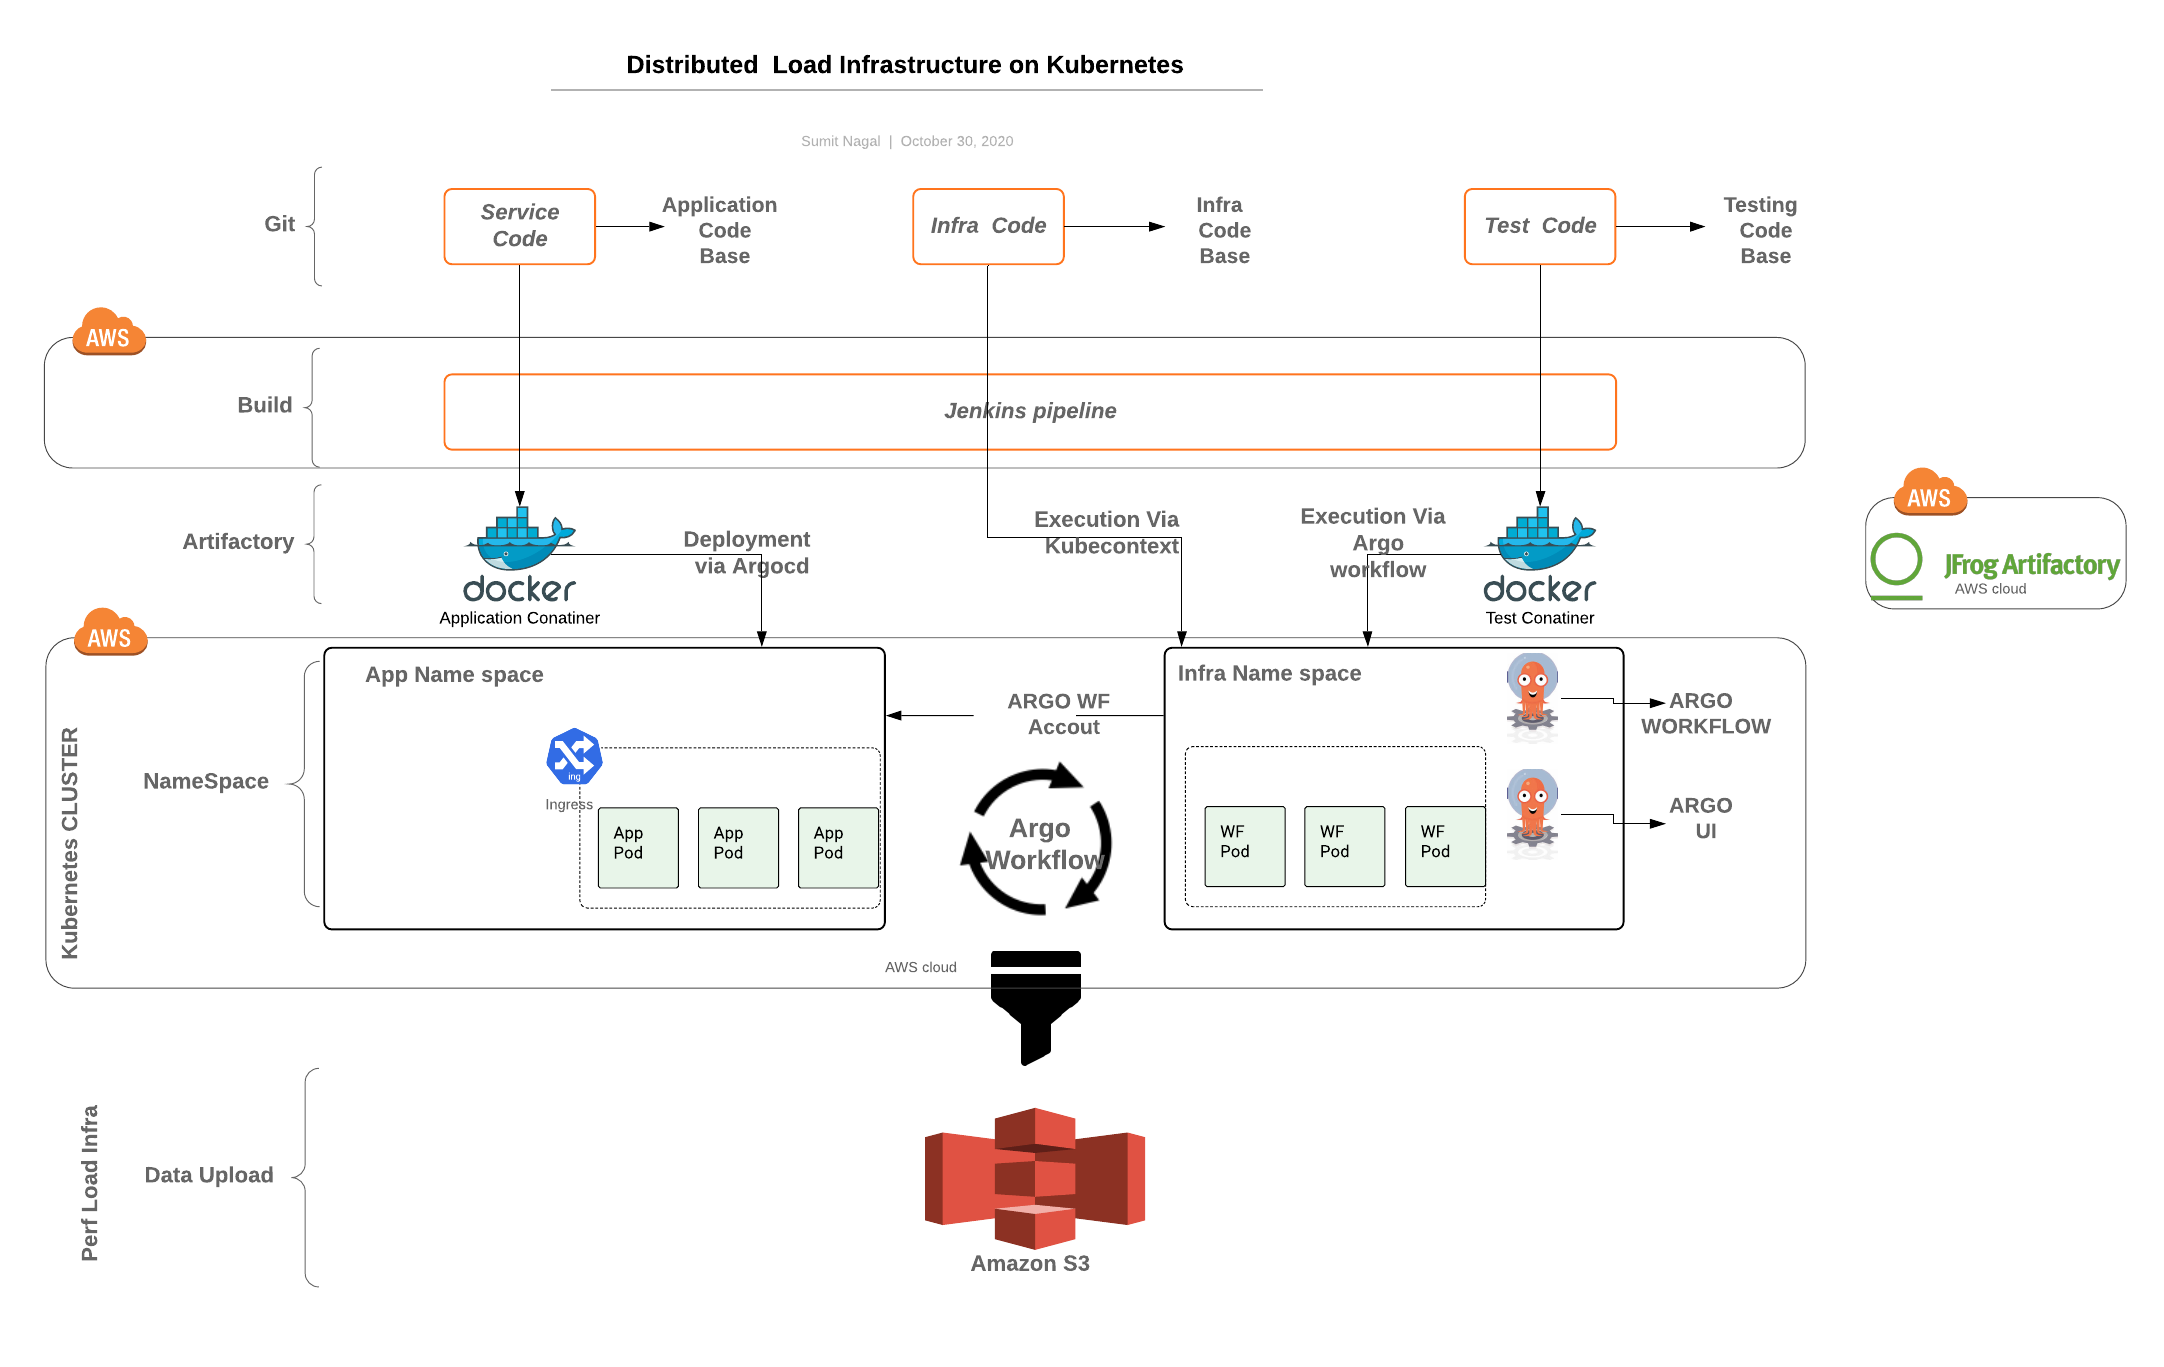 Distributed  Load Infrastructure on Kubernetes
Sumit Nagal  |  October 30, 2020
Git
Service
Code
Application
Code
Base
Infra  Code
Infra
Code
Base
Test  Code
Testing
Code
Base
AWS
Build
Jenkins pipeline
Artifactory
docker
Application Conatiner
Deployment
via Argocd
Execution Via
Kubecontext
Execution Via
Argo
workflow
docker
Test Conatiner
AWS
JFrog Artifactory
AWS cloud
AWS
Kubernetes CLUSTER
NameSpace
App Name space
ing
Ingress
App
Pod
App
Pod
App
Pod
ARGO WF
Accout
Argo
Workflow
Infra Name space
WF
Pod
WF
Pod
WF
Pod
ARGO
WORKFLOW
ARGO
UI
AWS cloud
Perf Load Infra
Data Upload
Amazon S3